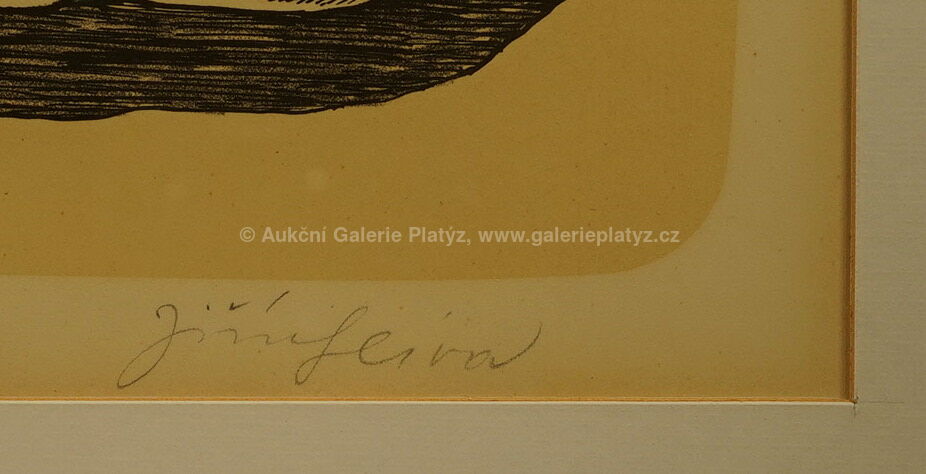 © Aukční Galerie Platýz, www.galerieplatyz.cz
Jiří Slíva